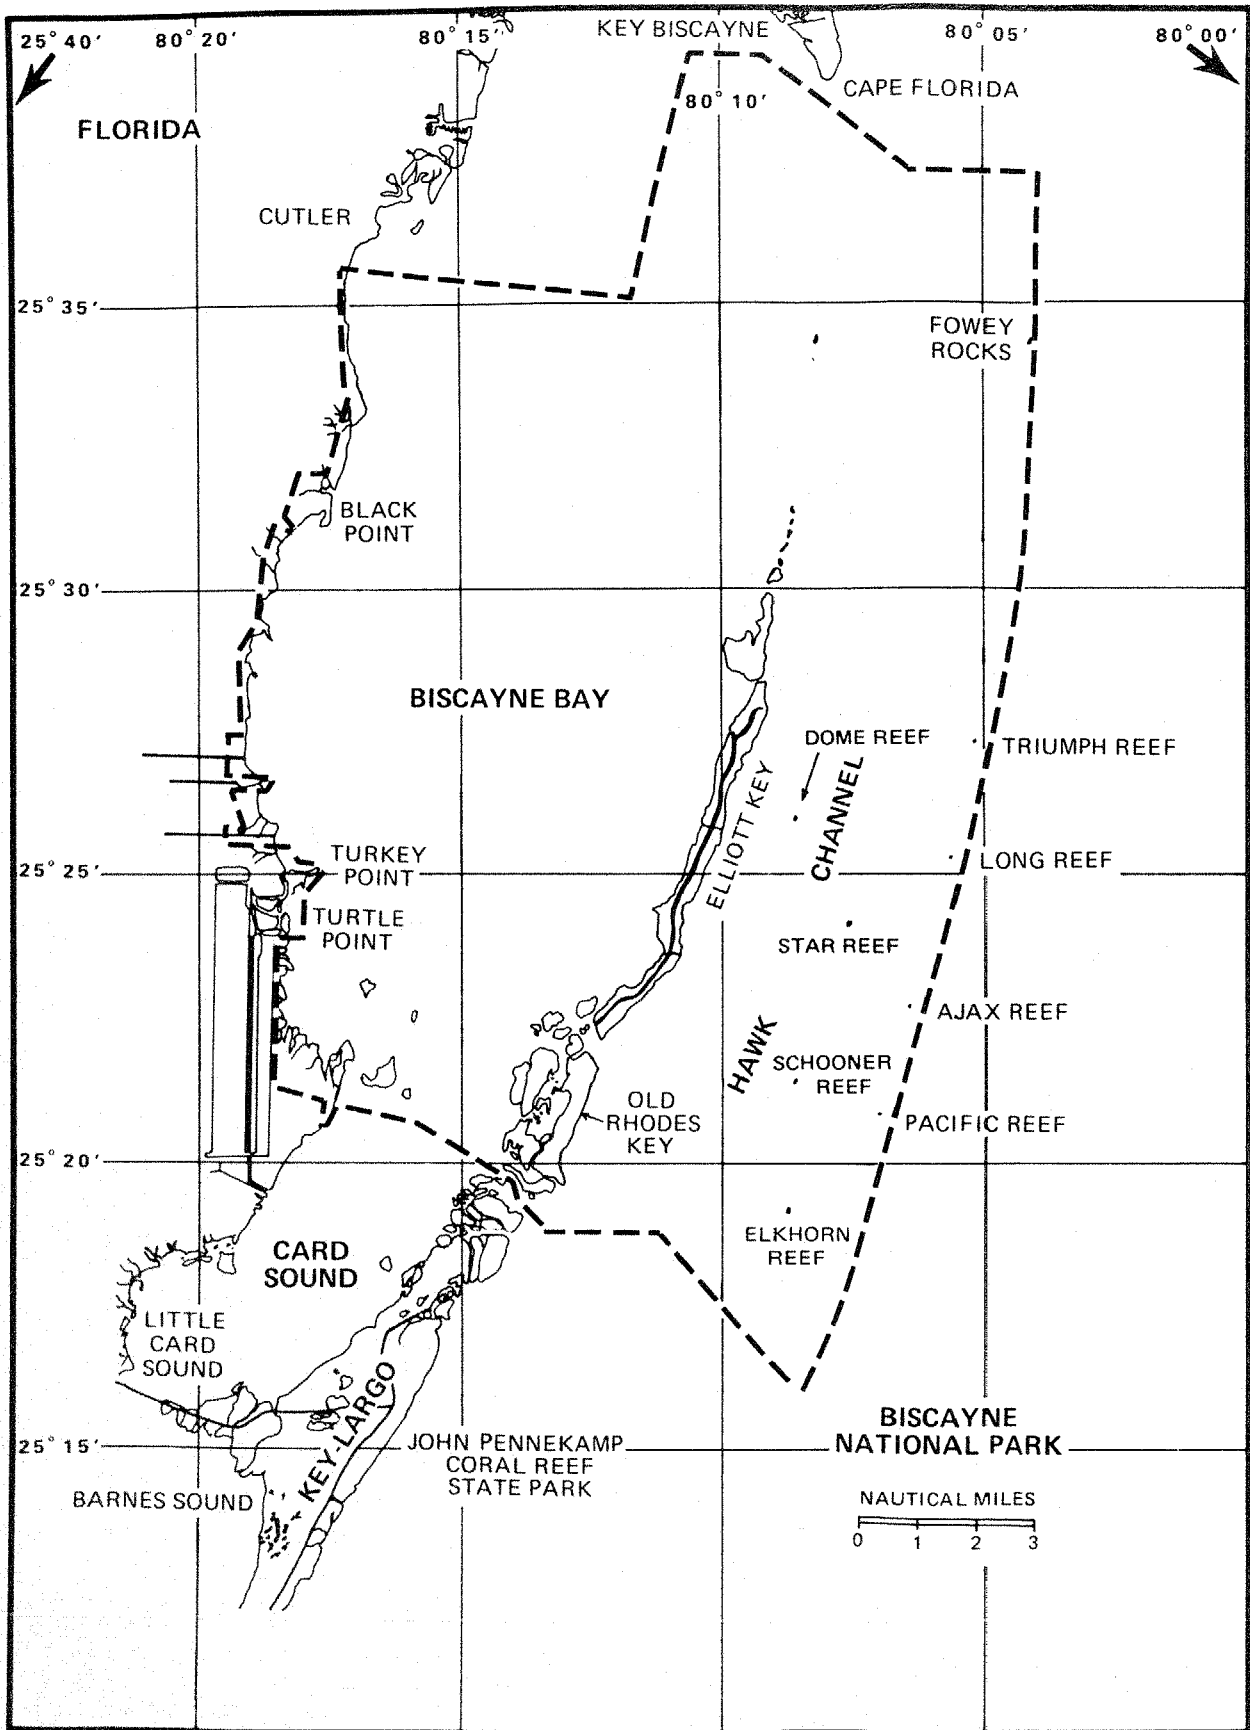 KEY BISCAYNE
25° 40'
80° 20'
80° 15'
80° 05'
80° 00'
80° 10'
CAPE FLORIDA
FLORIDA
CUTLER
25° 35'
FOWEY
ROCKS
BLACK
POINT
25° 30'
BISCAYNE BAY
DOME REEF
TRIUMPH REEF
CHANNEL
ELLIOTT KEY
TURKEY
POINT
25° 25'
LONG REEF
TURTLE
POINT
STAR REEF
AJAX REEF
HAWK
SCHOONER
REEF
OLD
RHODES
KEY
PACIFIC REEF
25° 20'
ELKHORN
REEF
CARD
SOUND
LITTLE
CARD
SOUND
KEY LARGO
BISCAYNE
NATIONAL PARK
25° 15'
JOHN PENNEKAMP
CORAL REEF
STATE PARK
BARNES SOUND
NAUTICAL MILES
0 1 2 3